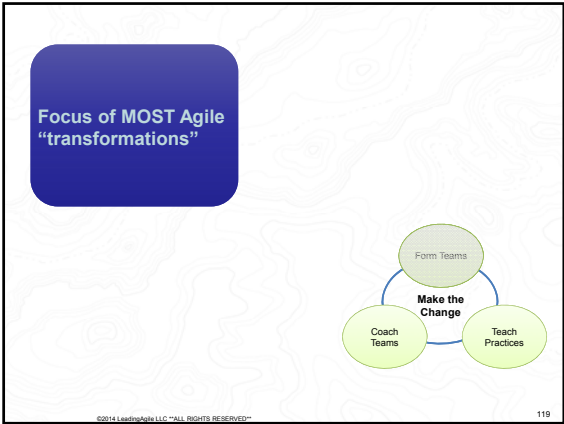 Focus of MOST Agile
“transformations”
Form Teams
Make the
Change
Coach
Teams
Teach
Practices
©2014 LeadingAgile LLC **ALL RIGHTS RESERVED**
119